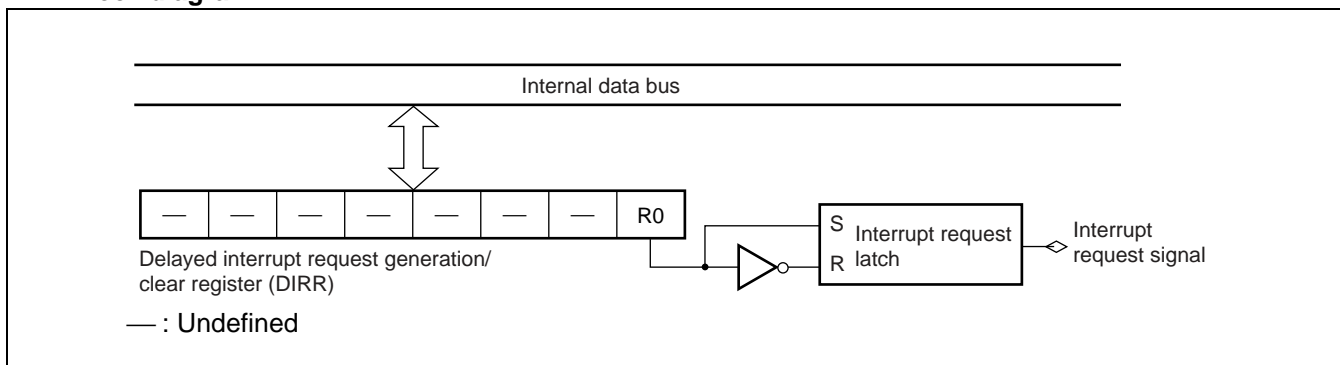 Internal data bus
— — — — — — — R0
Delayed interrupt request generation/
clear register (DIRR)
S
R
Interrupt request
latch
Interrupt
request signal
— : Undefined